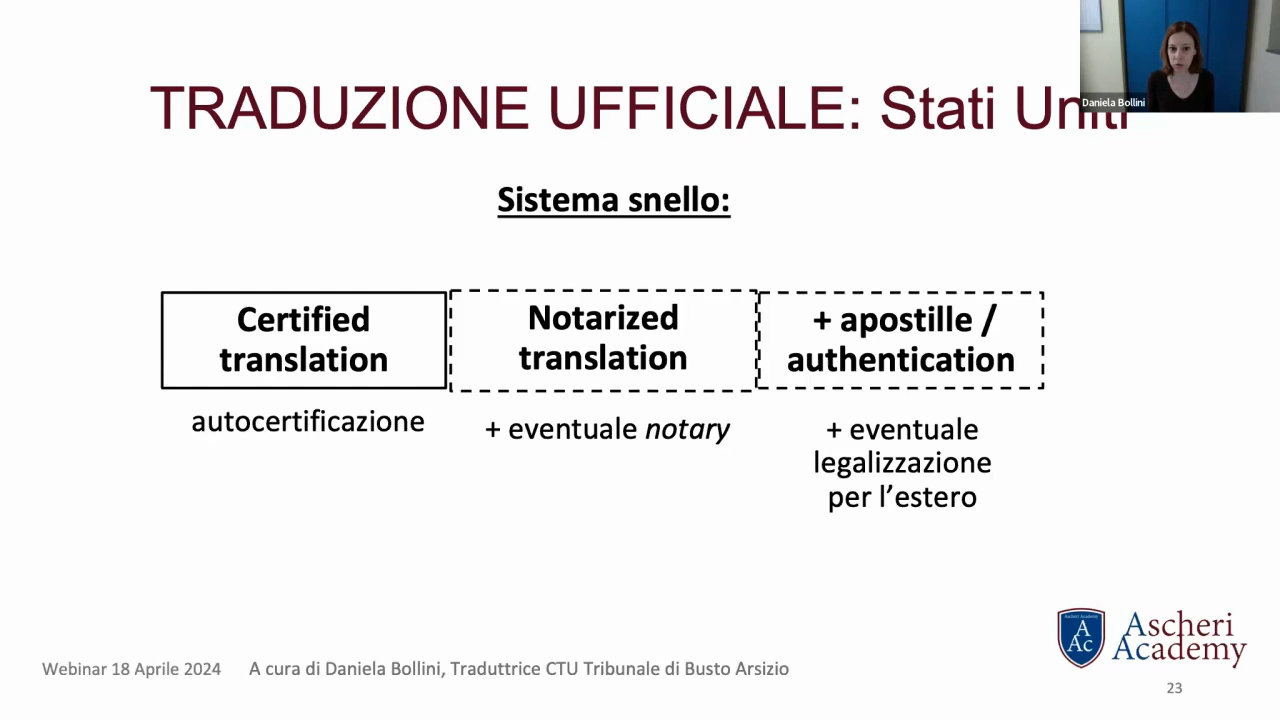 TRADUZIONE UFFICIALE: Stati Uniti
Daniela Bollini
Sistema snello:
Certified
translation
Notarized
translation
+ apostille /
authentication
autocertificazione
+ eventuale notary
+ eventuale
legalizzazione
per l’estero
A
Ac
Ascheri
Academy
Webinar 18 Aprile 2024
A cura di Daniela Bollini, Traduttrice CTU Tribunale di Busto Arsizio
23